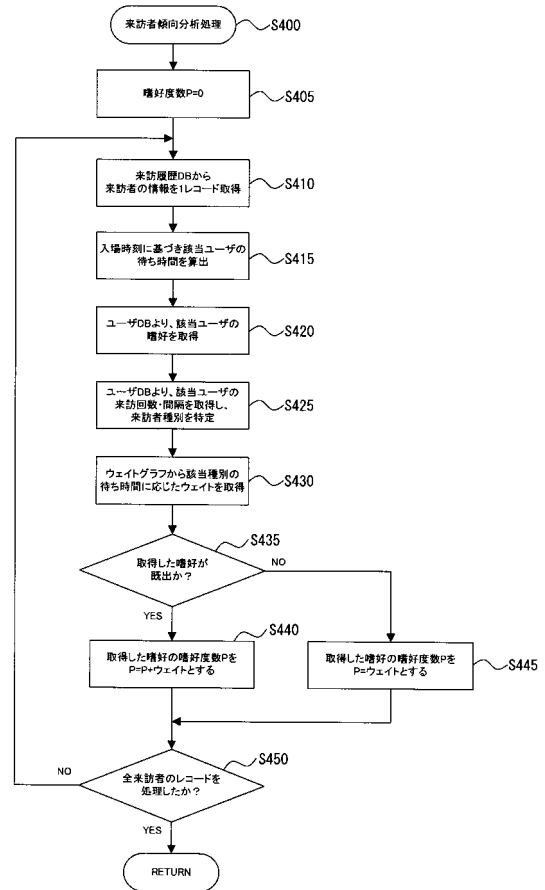 来訪者傾向分析処理
S400
嗜好度数P=0
S405
来訪履歴DBから
来訪者の情報を1レコード取得
S410
入場時刻に基づき該当ユーザの
待ち時間を算出
S415
ユーザDBより、該当ユーザの
嗜好を取得
S420
ユーザDBより、該当ユーザの
来訪回数・間隔を取得し、
来訪者種別を特定
S425
ウェイトグラフから該当種別の
待ち時間に応じたウェイトを取得
S430
取得した嗜好が
既出か?
S435
NO
YES
取得した嗜好の嗜好度数Pを
P=P+ウェイトとする
S440
取得した嗜好の嗜好度数Pを
P=ウェイトとする
S445
全来訪者のレコードを
処理したか?
S450
NO
YES
RETURN